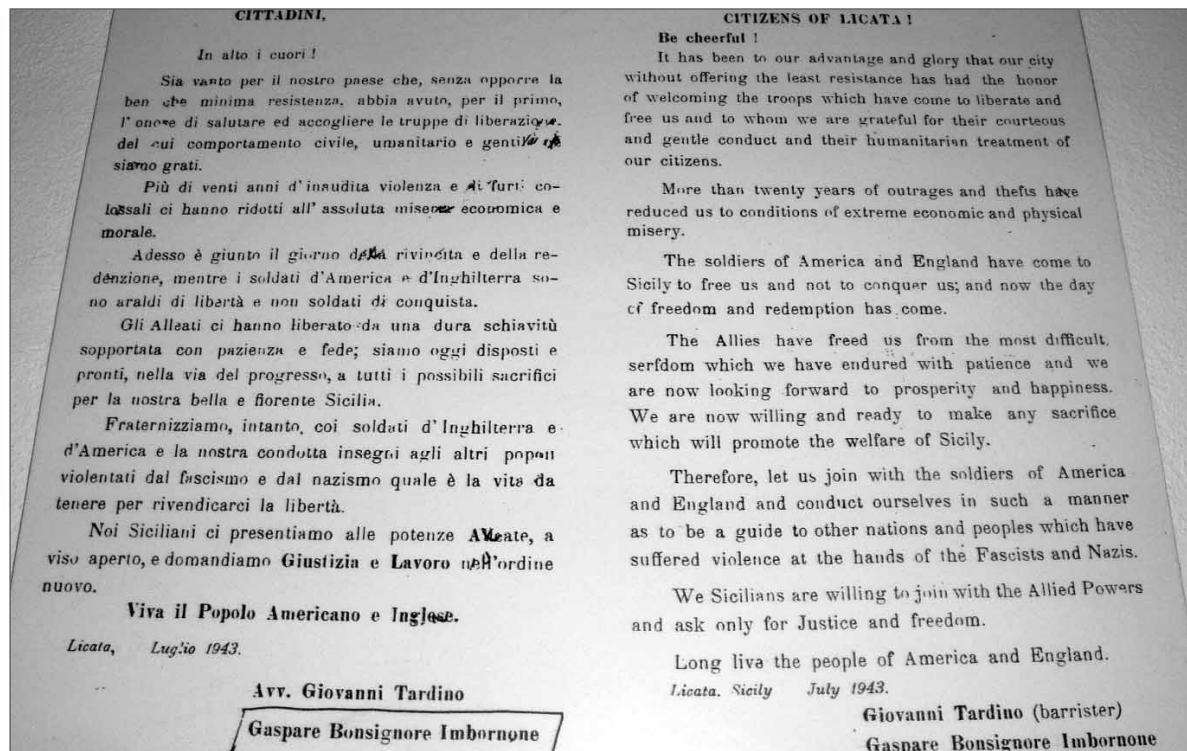 CITTADINI,
In alto i cuori !
Sia vanto per il nostro paese che, senza opporre la
ben che minima resistenza, abbia avuto, per il primo,
l'onore di salutare ed accogliere le truppe di liberazione.
del cui comportamento civile, umanitario e gentile
siamo grati.
Più di venti anni d'inaudita violenza e di furti co-
lossali ci hanno ridotti all'assoluta economica e
morale.
Adesso è giunto il giorno della rivincita e della re-
denzione, mentre i soldati d'America e d'Inghilterra so-
no araldi di libertà e non soldati di conquista.
Gli Alleati ci hanno liberato da una dura schiavitù
sopportata con pazienza e fede; siamo oggi disposti e
pronti, nella via del progresso, a tutti i possibili sacrifici
per la nostra bella e fiorente Sicilia.
Fraternizziamo, intanto, coi soldati d'Inghilterra e
d'America e la nostra condotta insegni agli altri popoli
violentati dal fascismo e dal nazismo quale è la vita da
tenere per rivendicarci la libertà.
Noi Siciliani ci presentiamo alle potenze Alleate, a
viso aperto, e domandiamo Giustizia e Lavoro nell'ordine
nuovo.
Viva il Popolo Americano e Inglese.
Licata, Luglio 1943.
Avv. Giovanni Tardino
Gaspare Bonsignore Imbornone
CITIZENS OF LICATA !
Be cheerful !
It has been to our advantage and glory that our city
without offering the least resistance has had the honor
of welcoming the troops which have come to liberate and
free us and to whom we are grateful for their courteous
and gentle conduct and their humanitarian treatment of
our citizens.
More than twenty years of outrages and thefts have
reduced us to conditions of extreme economic and physical
misery.
The soldiers of America and England have come to
Sicily to free us and not to conquer us; and now the day
of freedom and redemption has come.
The Allies have freed us from the most difficult,
serfdom which we have endured with patience and we
are now looking forward to prosperity and happiness.
We are now willing and ready to make any sacrifice
which will promote the welfare of Sicily.
Therefore, let us join with the soldiers of America
and England and conduct ourselves in such a manner
as to be a guide to other nations and peoples which have
suffered violence at the hands of the Fascists and Nazis.
We Sicilians are willing to join with the Allied Powers
and ask only for Justice and freedom.
Long live the people of America and England.
Licata. Sicily July 1943.
Giovanni Tardino (barrister)
Gaspare Bonsignore Imbornone